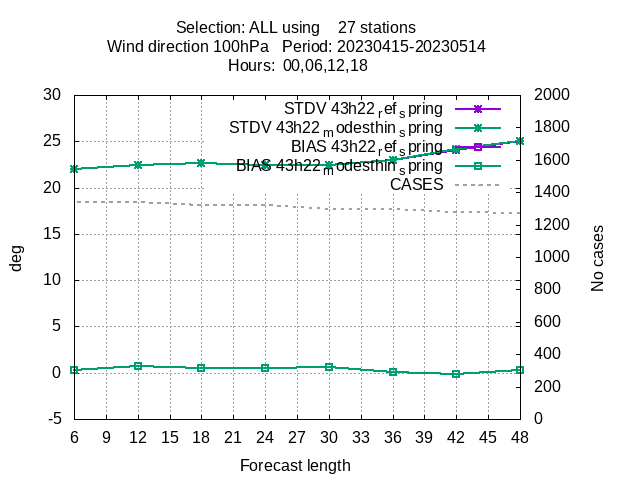 Selection: ALL using    27 stations
Wind direction 100hPa   Period: 20230415-20230514
Hours: 00,06,12,18
STDV 43h22_ref_spring
STDV 43h22_modesthin_spring
BIAS 43h22_ref_spring
BIAS 43h22_modesthin_spring
CASES
30
25
20
15
10
5
0
-5
deg
2000
1800
1600
1400
1200
1000
800
600
400
200
0
No cases
6 9 12 15 18 21 24 27 30 33 36 39 42 45 48
Forecast length